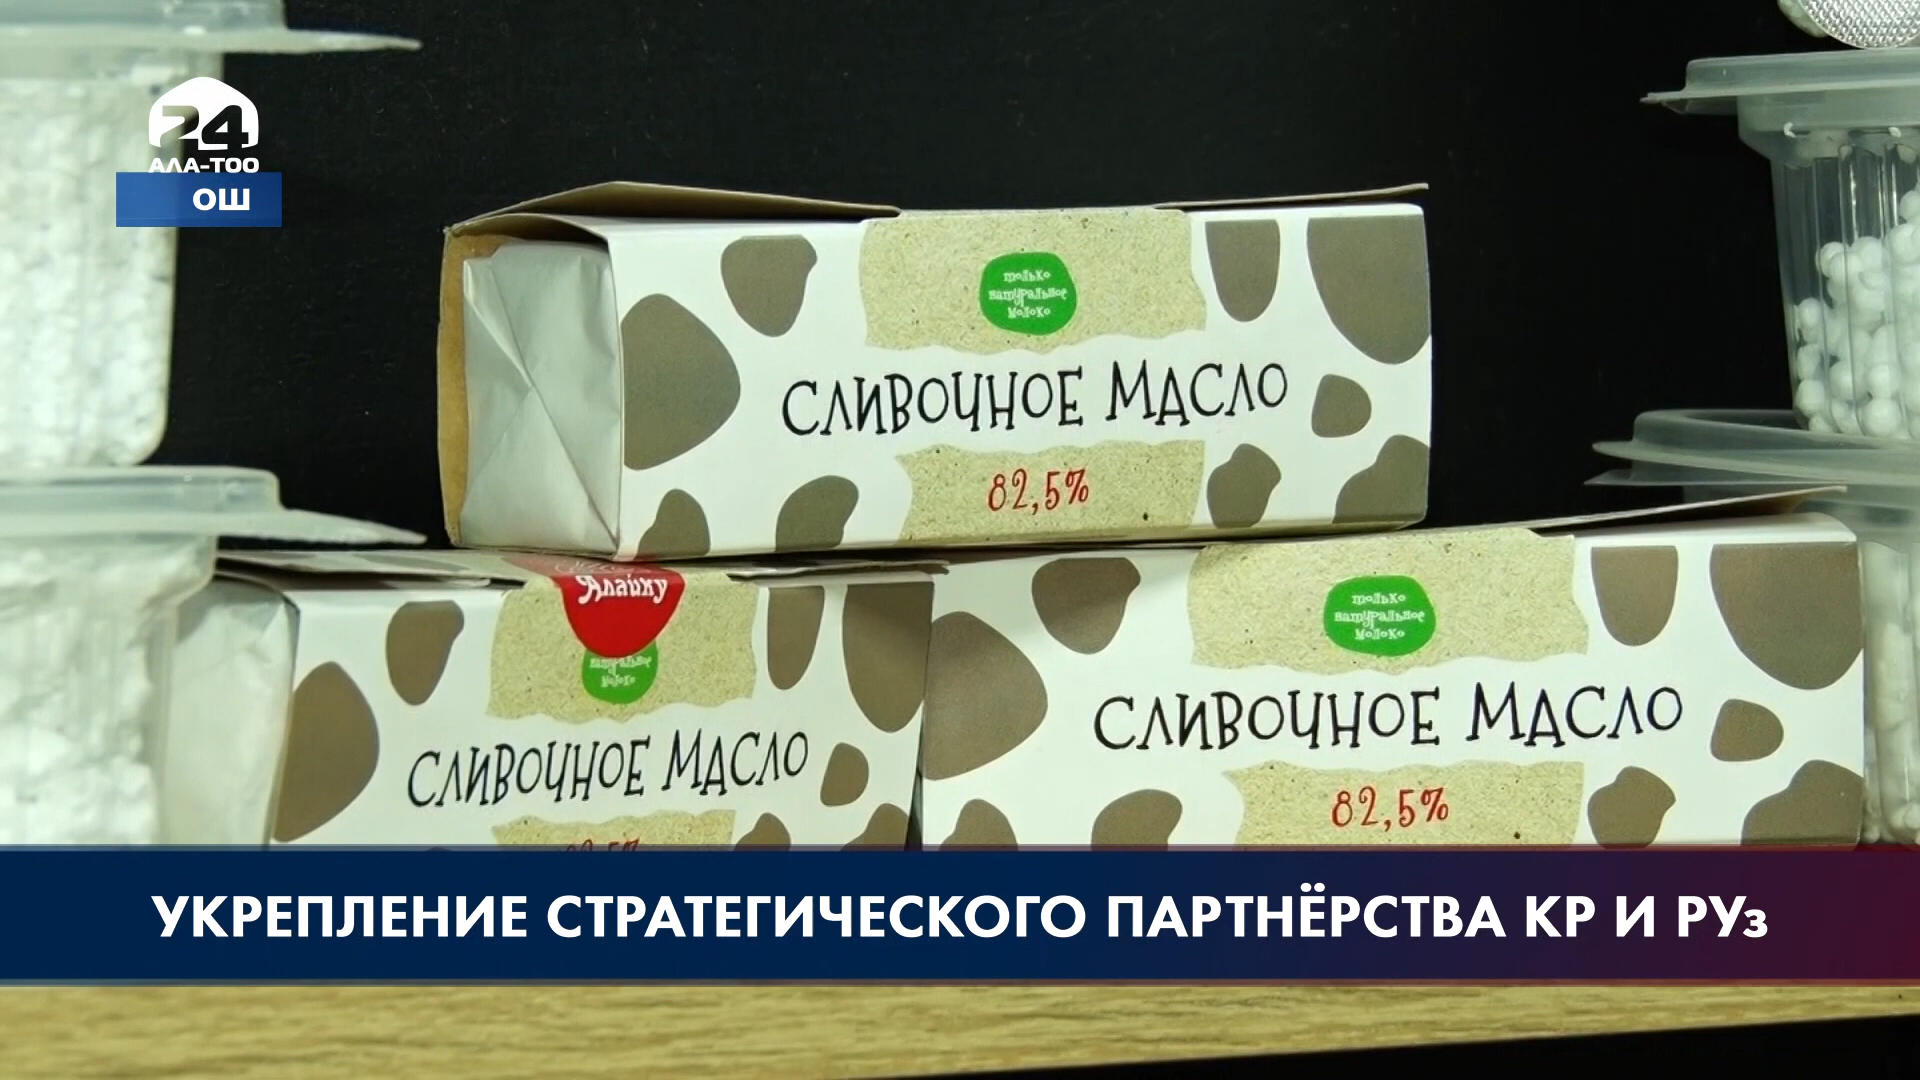 24
АЛА-ТОО
ОШ
только
натуральное
молоко
СЛИВОЧНОЕ МАСЛО
82,5%
Алайку
натуральное
молоко
СЛИВОЧНОЕ МАСЛО
только
натуральное
молоко
СЛИВОЧНОЕ МАСЛО
82,5%
УКРЕПЛЕНИЕ СТРАТЕГИЧЕСКОГО ПАРТНЁРСТВА КР И РУз